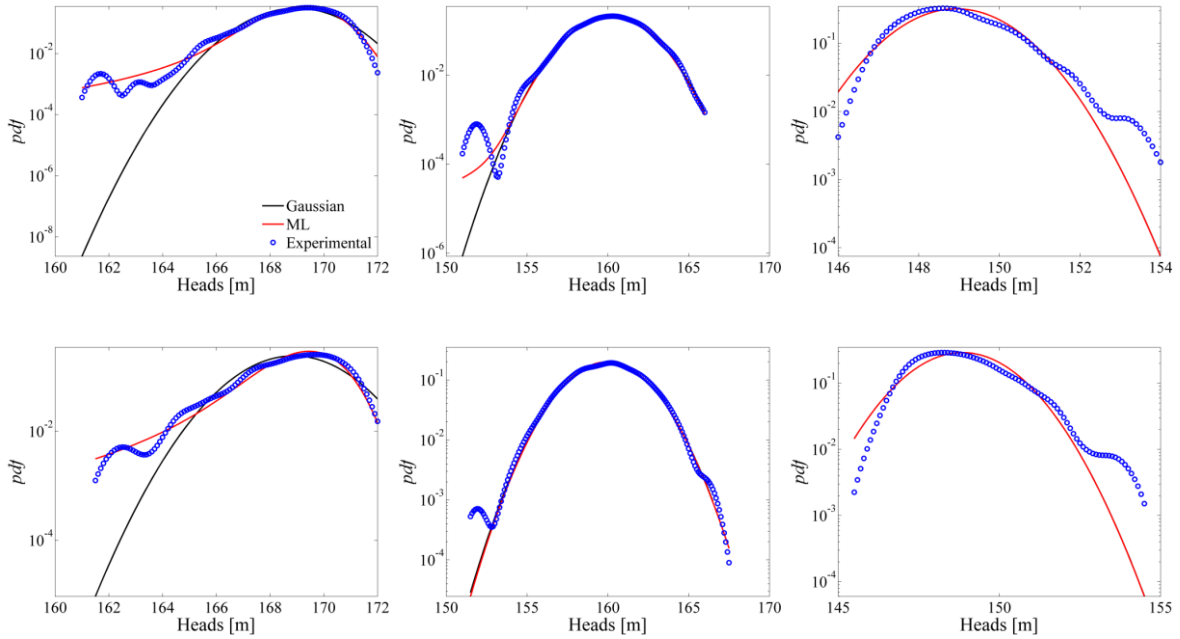 10^-2
10^-4
10^-6
10^-8
pdf
160 162 164 166 168 170 172
Heads [m]
Gaussian
ML
Experimental
10^-2
10^-4
10^-6
pdf
150 155 160 165 170
Heads [m]
10^-1
10^-2
10^-3
10^-4
pdf
146 148 150 152 154
Heads [m]
10^-2
10^-4
pdf
160 162 164 166 168 170 172
Heads [m]
10^-1
10^-2
10^-3
10^-4
pdf
150 155 160 165 170
Heads [m]
10^-1
10^-2
10^-3
10^-4
pdf
145 150 155
Heads [m]